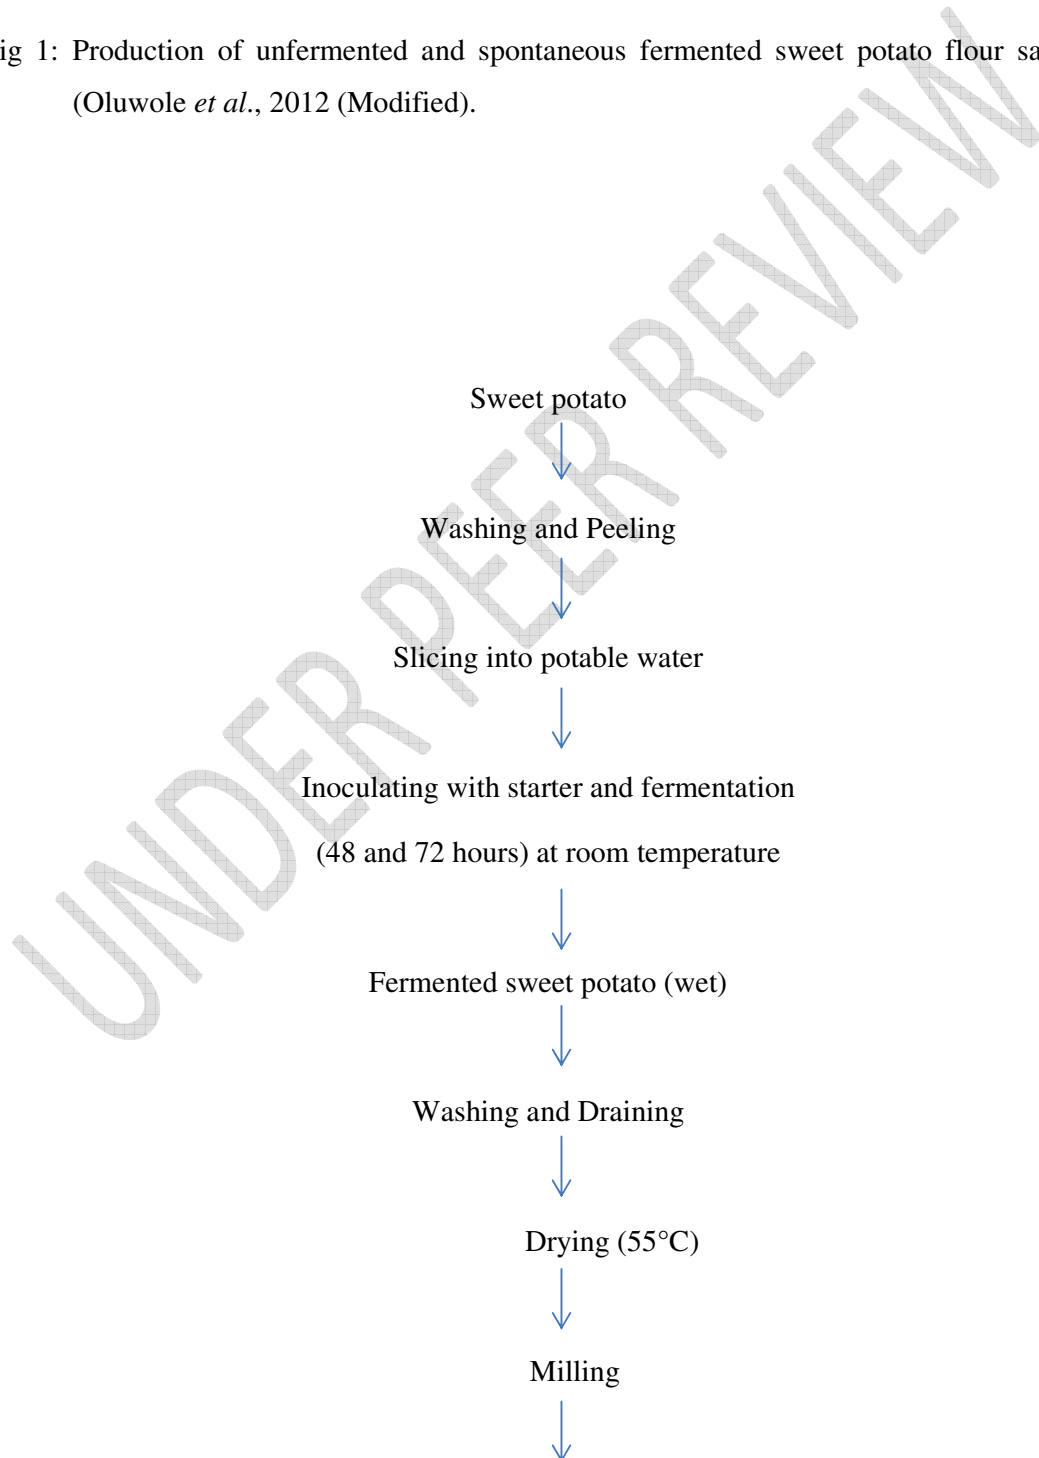 ig 1: Production of unfermented and spontaneous fermented sweet potato flour sa
(Oluwole et al., 2012 (Modified).
UNDER PEER REVIEW
Sweet potato
Washing and Peeling
Slicing into potable water
Inoculating with starter and fermentation
(48 and 72 hours) at room temperature
Fermented sweet potato (wet)
Washing and Draining
Drying (55°C)
Milling